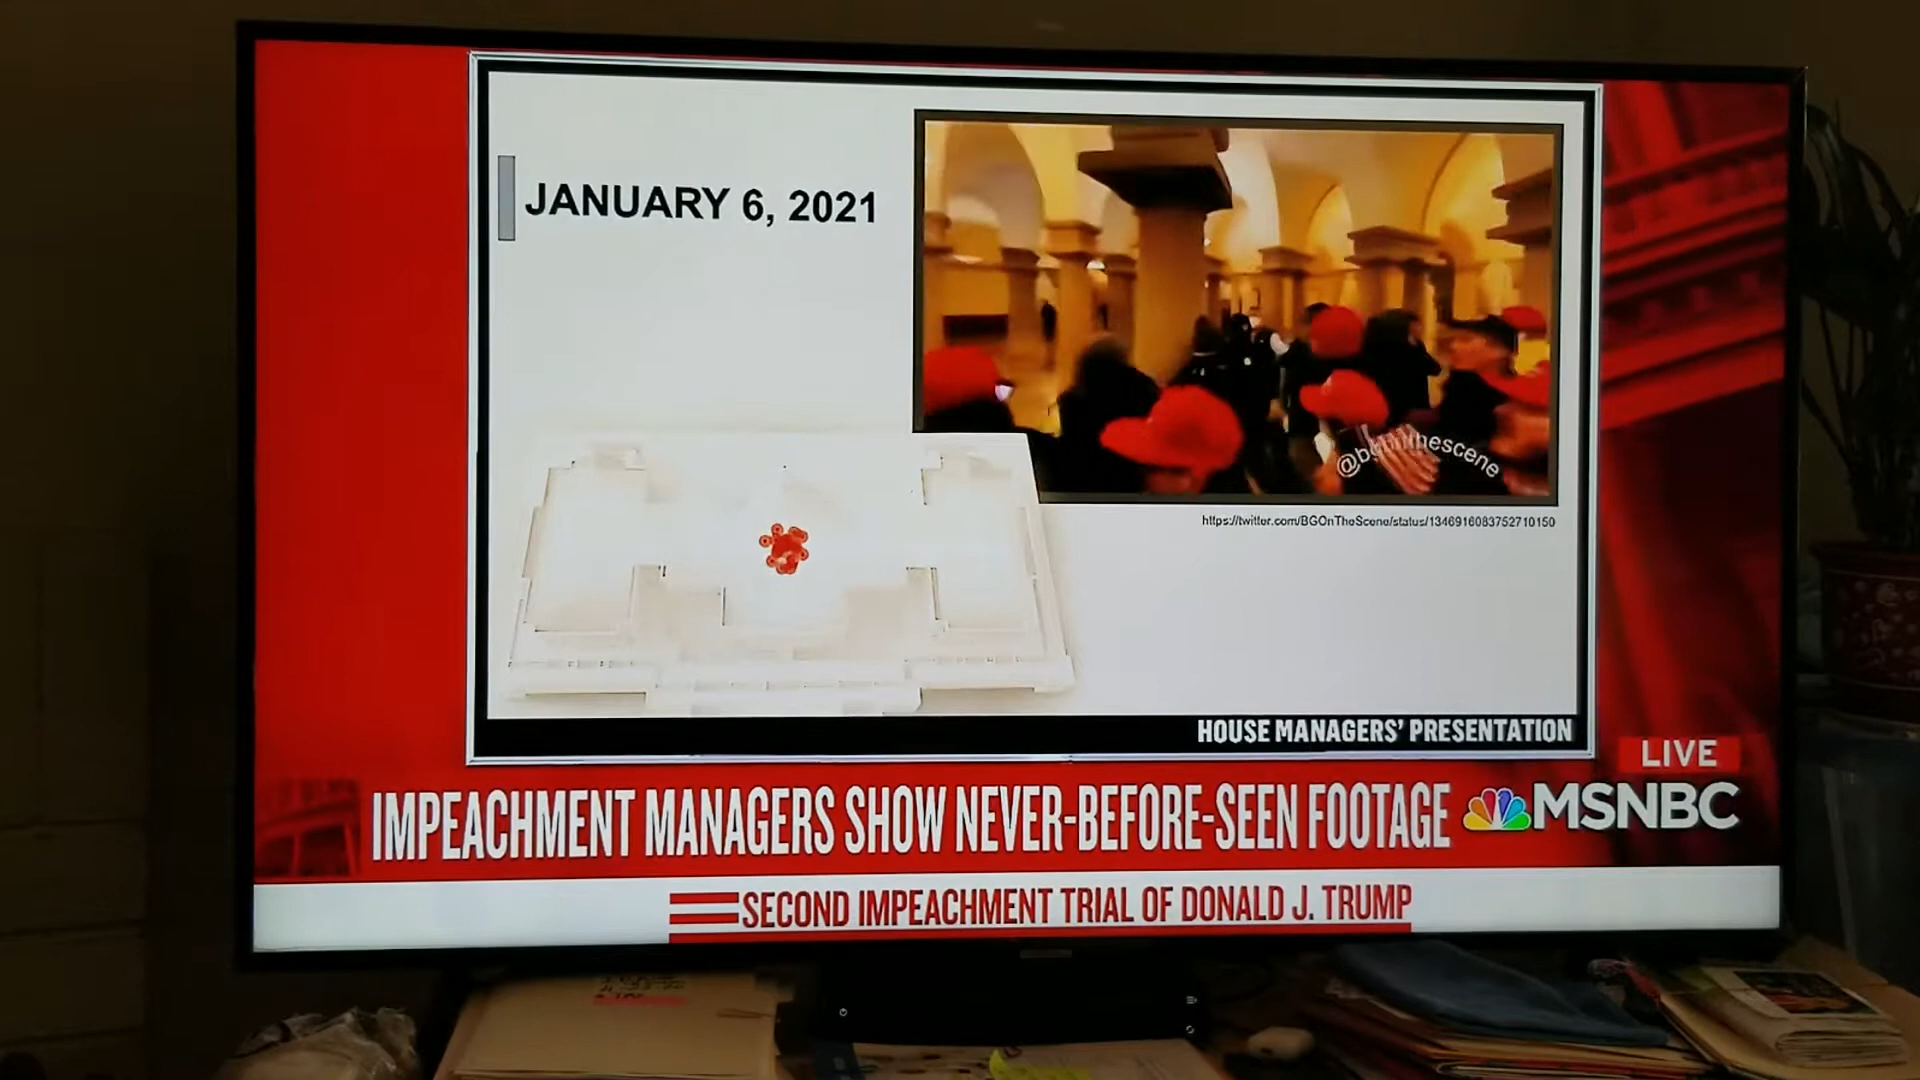 JANUARY 6, 2021
https://twitter.com/BGOnTheScene/status/1346916083752710150
HOUSE MANAGERS' PRESENTATION
LIVE
IMPEACHMENT MANAGERS SHOW NEVER-BEFORE-SEEN FOOTAGE
MSNBC
SECOND IMPEACHMENT TRIAL OF DONALD J. TRUMP